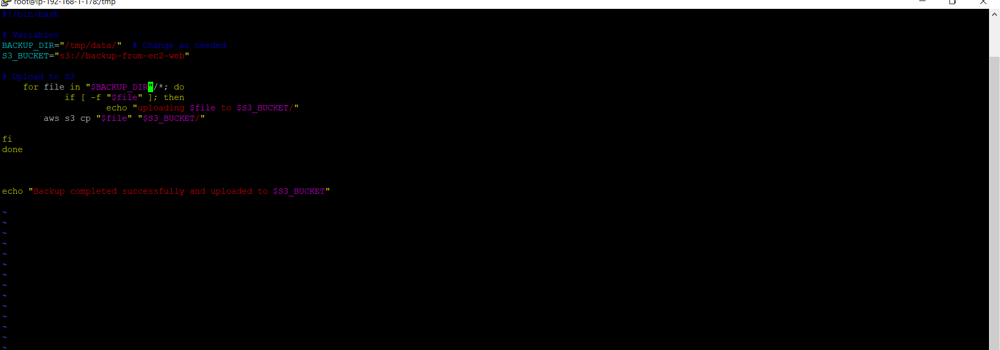 root@ip-192-168-1-178:/tmp
#!/bin/bash
# Variables
BACKUP_DIR="/tmp/data/"  # Change as needed
S3_BUCKET="s3://backup-from-ec2-web"
# Upload to S3
    for file in "$BACKUP_DIR"/*; do
            if [ -f "$file" ]; then
                    echo "uploading $file to $S3_BUCKET/"
        aws s3 cp "$file" "$S3_BUCKET/"
fi
done
echo "Backup completed successfully and uploaded to $S3_BUCKET"
~
~
~
~
~
~
~
~
~
~
~
~
~
~